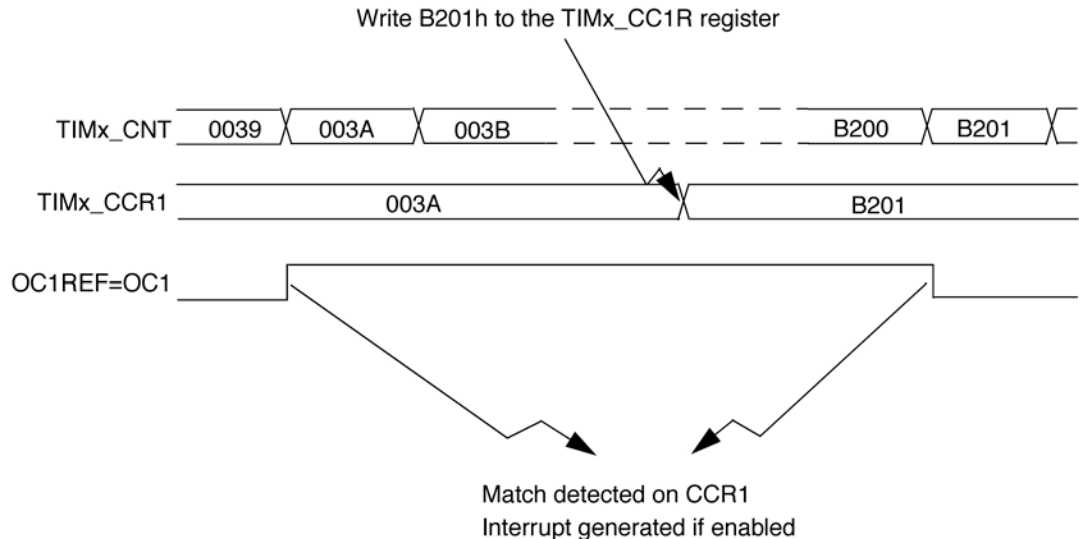 Write B201h to the TIMx_CC1R register
TIMx_CNT 0039 003A 003B B200 B201
TIMx_CCR1 003A B201
OC1REF=OC1
Match detected on CCR1
Interrupt generated if enabled